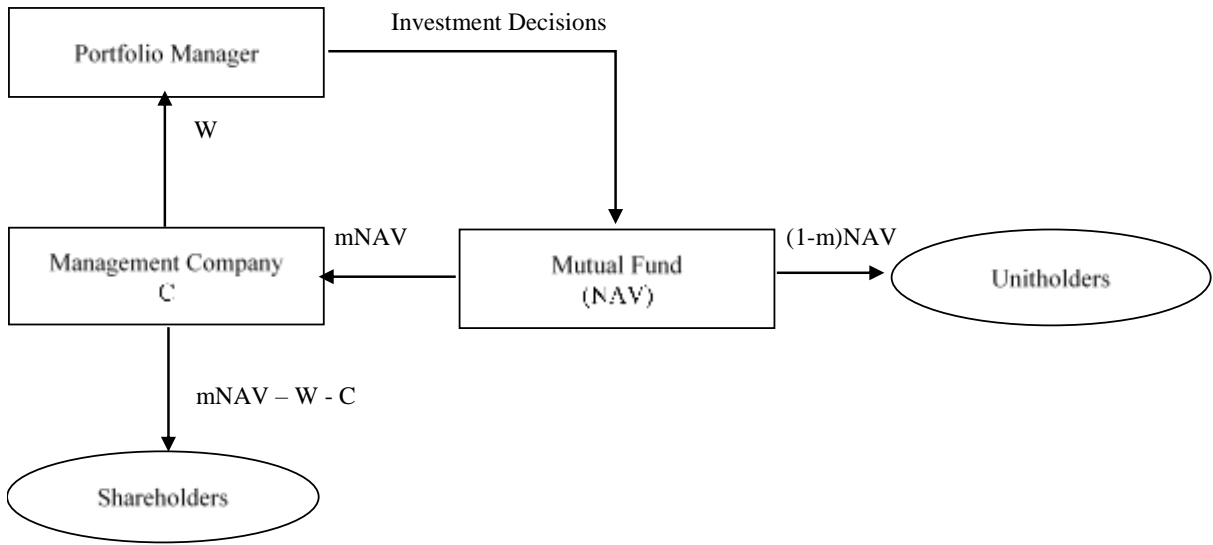 Investment Decisions
Portfolio Manager
W
mNAV
(1-m)NAV
Management Company
C
Mutual Fund
(NAV)
Unitholders
mNAV – W - C
Shareholders